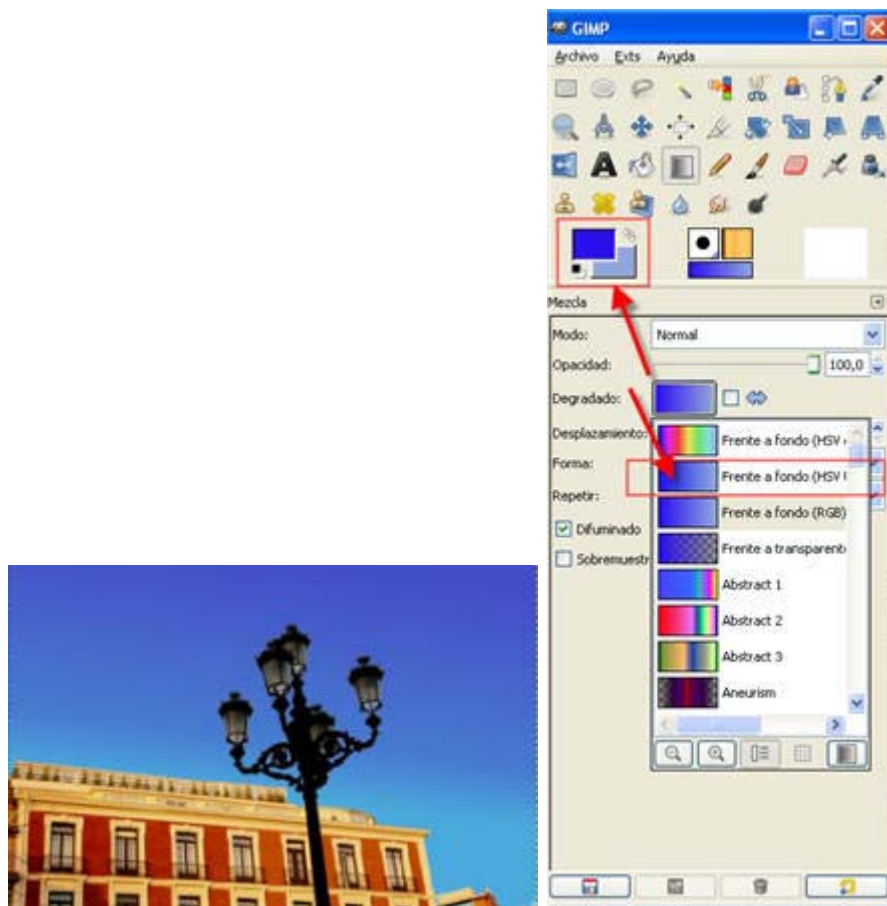 GIMP
Archivo Exts Ayuda
Mezcla
Modo: Normal
Opacidad: 100,0
Degradado:
Desplazamiento:
Forma:
Repetir:
Difuminado
Sobremuestr
Frente a fondo (HSV
Frente a fondo (HSV
Frente a fondo (RGB)
Frente a transparent
Abstract 1
Abstract 2
Abstract 3
Aneurism